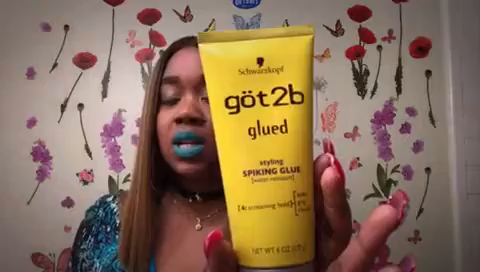 Schwarzkopf
göt2b
glued
styling
SPIKING GLUE
[water resistant]
[4: screaming hold]
NET WT 6 OZ